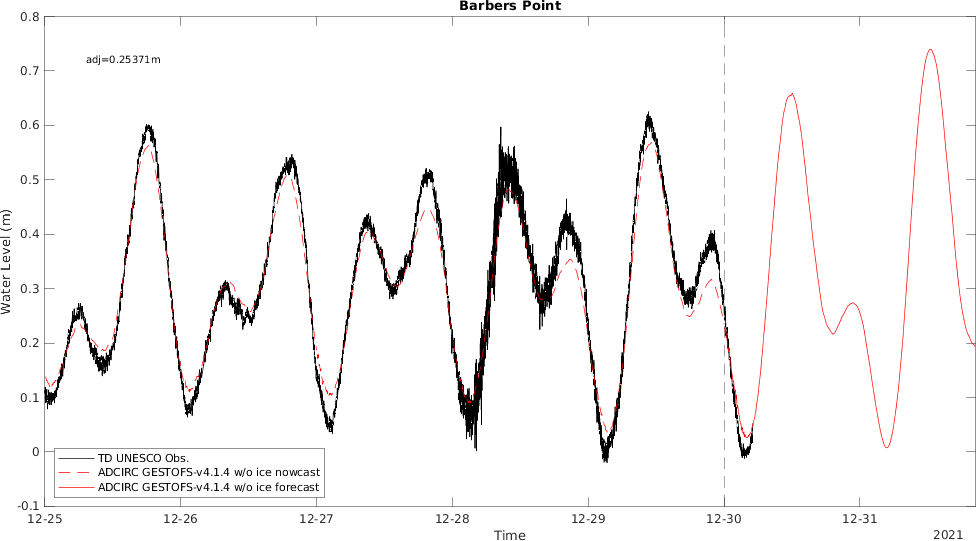 Barbers Point
0.8
0.7
0.6
0.5
0.4
0.3
0.2
0.1
0
-0.1
Water Level (m)
adj=0.25371m
TD UNESCO Obs.
ADCIRC GESTOFS-v4.1.4 w/o ice nowcast
ADCIRC GESTOFS-v4.1.4 w/o ice forecast
12-25 12-26 12-27 12-28 12-29 12-30 12-31
Time
2021